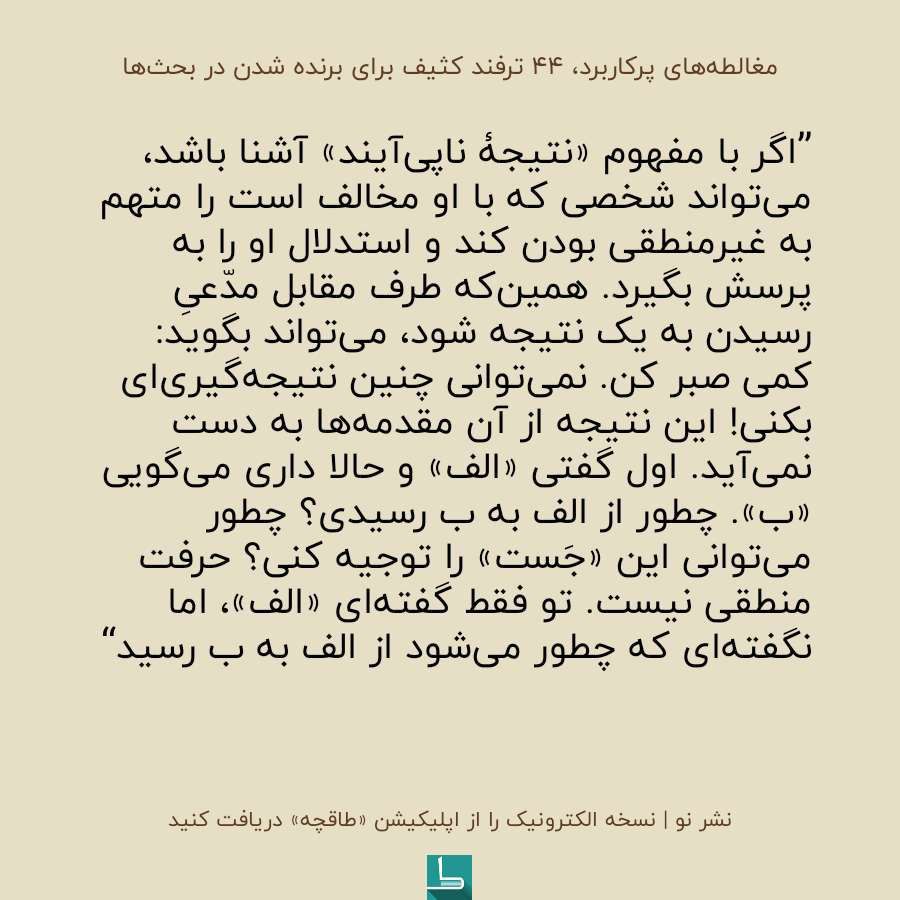 مغالطه‌های پرکاربرد، ۴۴ ترفند کثیف برای برنده شدن در بحث‌ها
”اگر با مفهوم «نتیجهٔ ناپی‌آیند» آشنا باشد،
می‌تواند شخصی که با او مخالف است را متهم
به غیرمنطقی بودن کند و استدلال او را به
پرسش بگیرد. همین‌که طرف مقابل مدّعیِ
رسیدن به یک نتیجه شود، می‌تواند بگوید:
کمی صبر کن. نمی‌توانی چنین نتیجه‌گیری‌ای
بکنی! این نتیجه از آن مقدمه‌ها به دست
نمی‌آید. اول گفتی «الف» و حالا داری می‌گویی
«ب». چطور از الف به ب رسیدی؟ چطور
می‌توانی این «جَست» را توجیه کنی؟ حرفت
منطقی نیست. تو فقط گفته‌ای «الف»، اما
نگفته‌ای که چطور می‌شود از الف به ب رسید“
نشر نو | نسخه الکترونیک را از اپلیکیشن «طاقچه» دریافت کنید